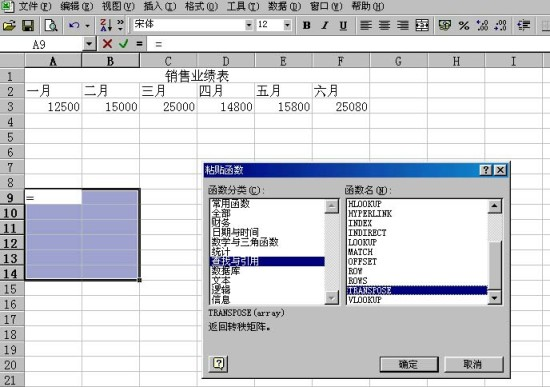 文件(F) 编辑(E) 视图(V) 插入(I) 格式(O) 工具(T) 数据(D) 窗口(W) 帮助(H)
宋体 12 B I U % ,
A9 =
A B C D E F G H I
1 销售业绩表
2 一月 二月 三月 四月 五月 六月
3 12500 15000 25000 14800 15800 25080
4
5
6
7
8
9 =
10
11
12
13
14
15
16
17
18
19
20
21
粘贴函数
函数分类(C): 函数名(N):
常用函数 HLOOKUP
全部 HYPERLINK
财务 INDEX
日期与时间 INDIRECT
数学与三角函数 LOOKUP
统计 MATCH
查找与引用 OFFSET
数据库 ROW
文本 ROWS
逻辑 TRANSPOSE
信息 VLOOKUP
TRANSPOSE(array)
返回转秩矩阵。
确定 取消